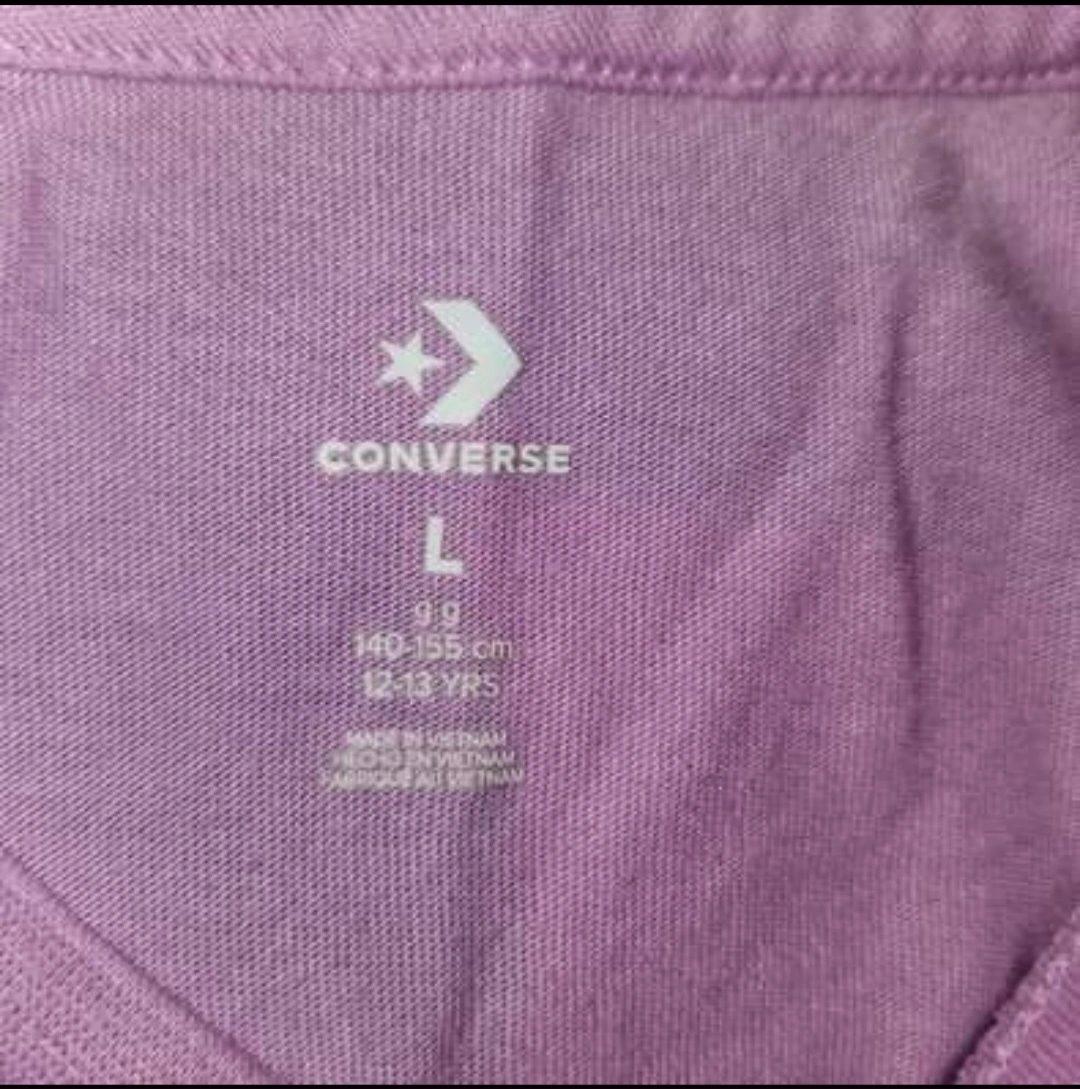 CONVERSE
L
g g
140-155 cm
12-13 YRS
MADE IN VIETNAM
HECHO EN VIETNAM
FABRIQUÉ AU VIETNAM